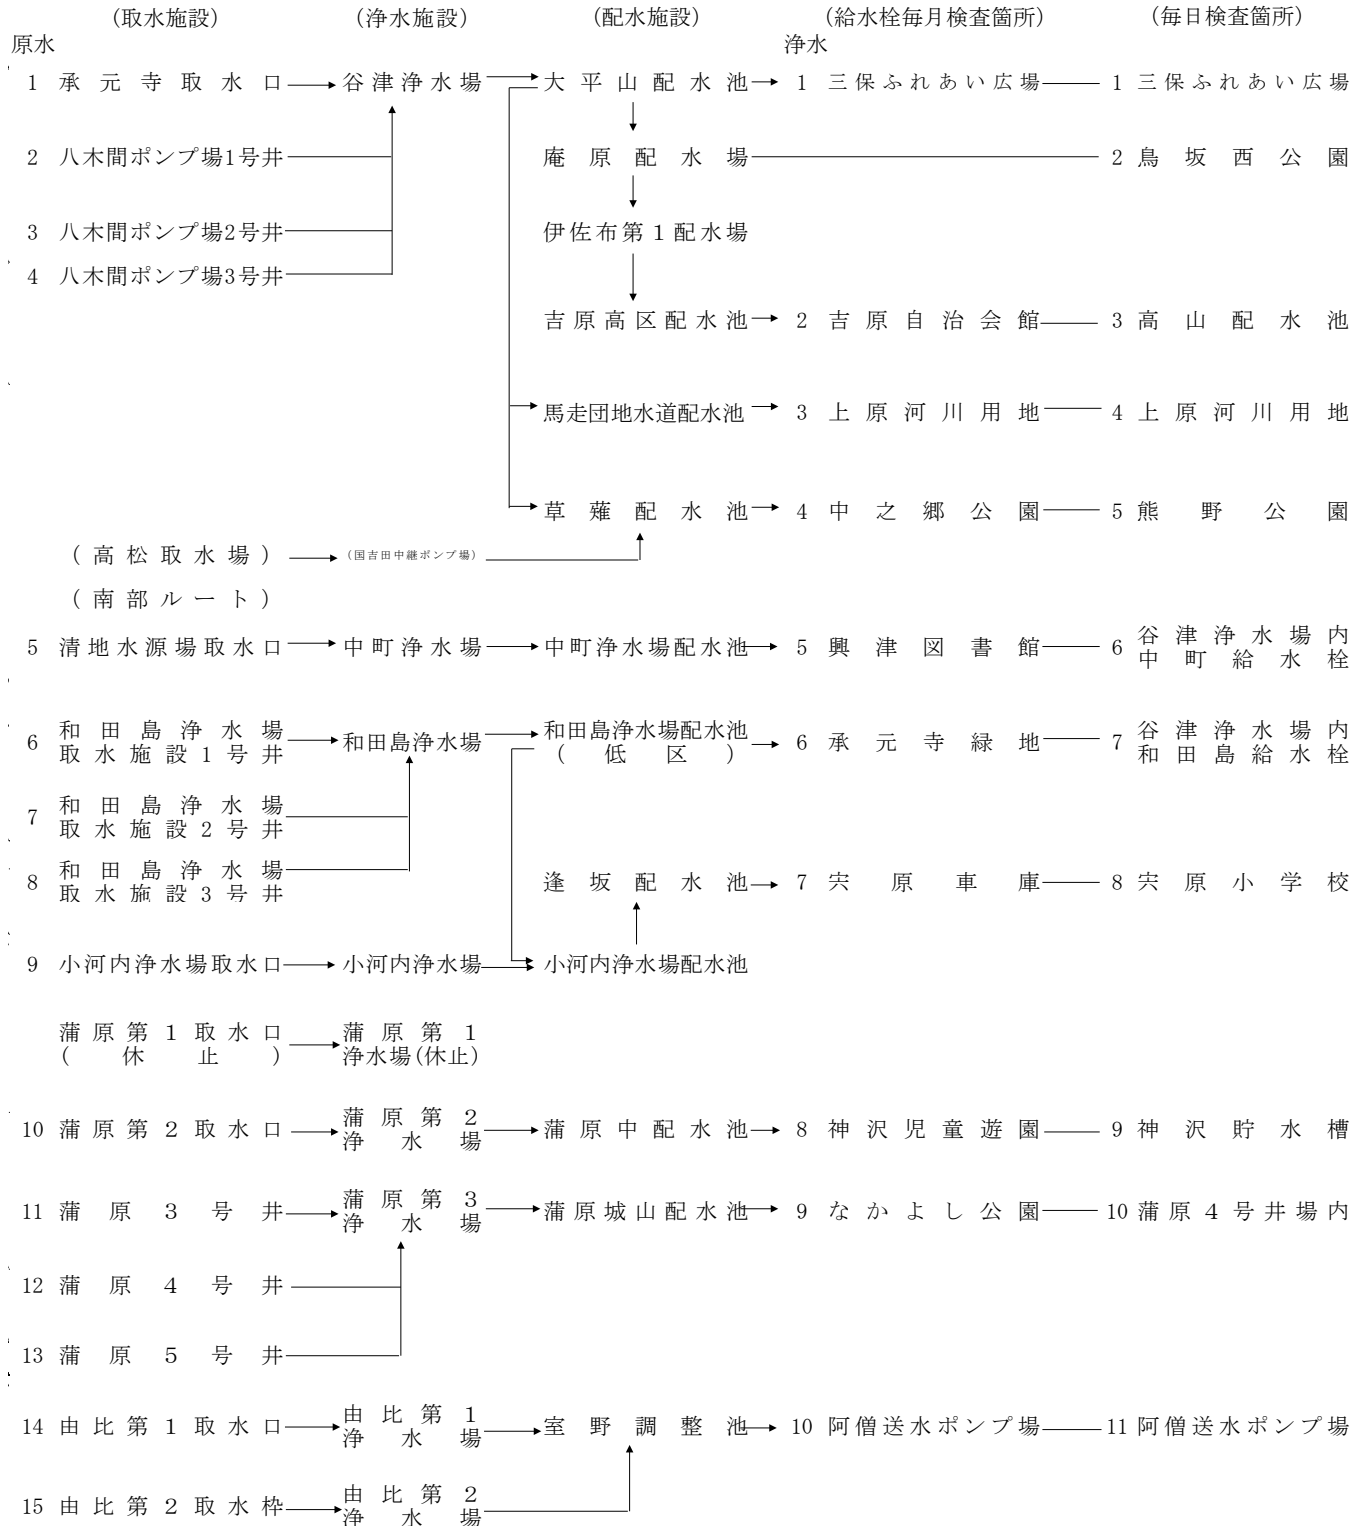 (取水施設) (浄水施設) (配水施設) (給水栓毎月検査箇所) (毎日検査箇所)
原水 浄水
1 承元寺取水口 谷津浄水場 大平山配水池 1 三保ふれあい広場 1 三保ふれあい広場
2 八木間ポンプ場1号井 庵原配水場 2 鳥坂西公園
3 八木間ポンプ場2号井 伊佐布第1配水場
4 八木間ポンプ場3号井
吉原高区配水池 2 吉原自治会館 3 高山配水池
馬走団地水道配水池 3 上原河川用地 4 上原河川用地
草薙配水池 4 中之郷公園 5 熊野公園
(高松取水場) (国吉田中継ポンプ場)
(南部ルート)
5 清地水源場取水口 中町浄水場 中町浄水場配水池 5 興津図書館 6 谷津浄水場内
中町給水栓
6 和田島浄水場 和田島浄水場 和田島浄水場配水池 6 承元寺緑地 7 谷津浄水場内
取水施設1号井 (低区) 和田島給水栓
7 和田島浄水場
取水施設2号井
8 和田島浄水場 逢坂配水池 7 宍原車庫 8 宍原小学校
取水施設3号井
9 小河内浄水場取水口 小河内浄水場 小河内浄水場配水池
蒲原第1取水口 蒲原第1
(休止) 浄水場(休止)
10 蒲原第2取水口 蒲原第2 蒲原中配水池 8 神沢児童遊園 9 神沢貯水槽
浄水場
11 蒲原3号井 蒲原第3 蒲原城山配水池 9 なかよし公園 10 蒲原4号井場内
浄水場
12 蒲原4号井
13 蒲原5号井
14 由比第1取水口 由比第1 室野調整池 10 阿僧送水ポンプ場 11 阿僧送水ポンプ場
浄水場
15 由比第2取水枠 由比第2
浄水場